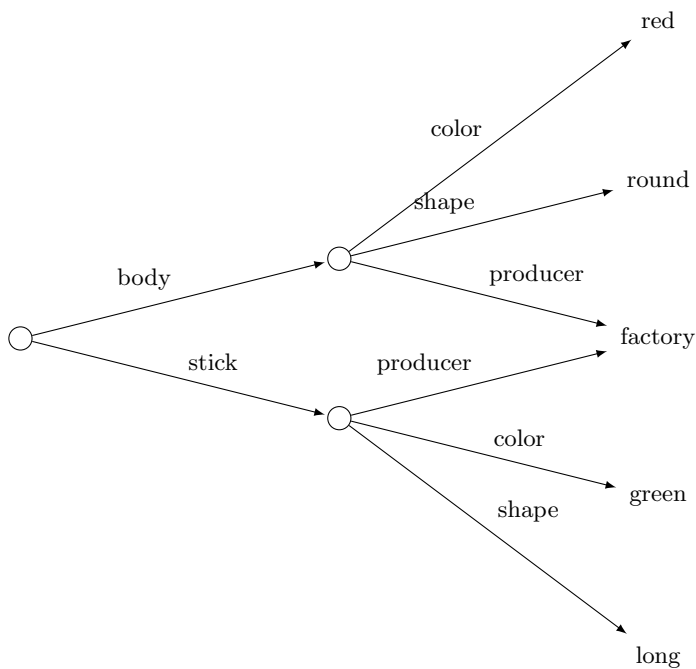 red
color
round
shape
body
producer
factory
stick
producer
color
green
shape
long